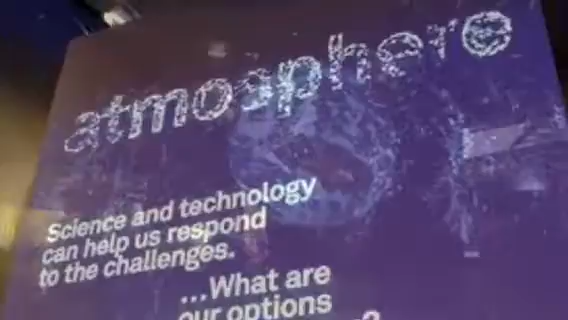 atmosphere
Science and technology
can help us respond
to the challenges.
...What are
our options
?